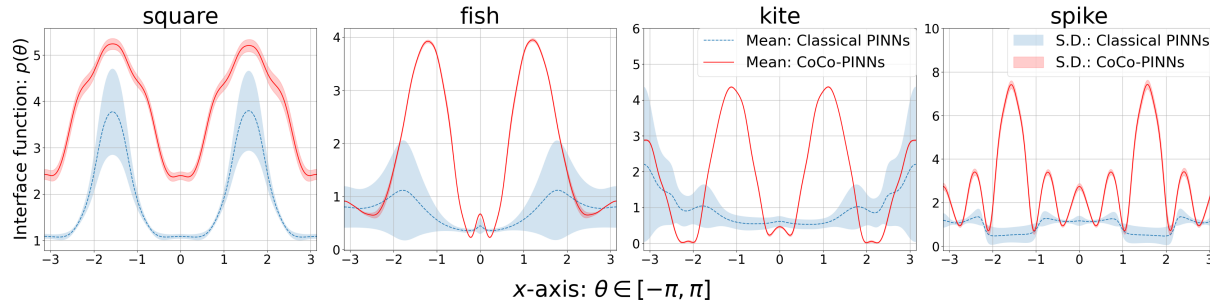 square
fish
kite
spike
Interface function: p(θ)
5
4
3
2
1
4
3
2
1
0
6
5
4
3
2
1
0
10
8
6
4
2
0
Mean: Classical PINNs
Mean: CoCo-PINNs
S.D.: Classical PINNs
S.D.: CoCo-PINNs
−3 −2 −1 0 1 2 3
−3 −2 −1 0 1 2 3
−3 −2 −1 0 1 2 3
−3 −2 −1 0 1 2 3
x-axis: θ ∈ [−π, π]